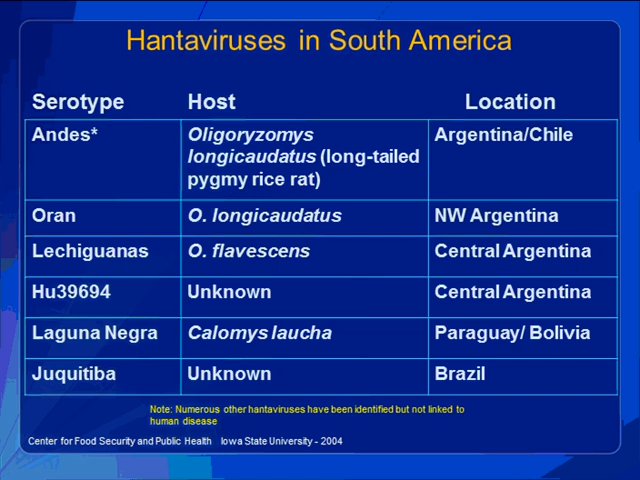 Hantaviruses in South America
Serotype Host Location
Andes* Oligoryzomys longicaudatus (long-tailed pygmy rice rat) Argentina/Chile
Oran O. longicaudatus NW Argentina
Lechiguanas O. flavescens Central Argentina
Hu39694 Unknown Central Argentina
Laguna Negra Calomys laucha Paraguay/ Bolivia
Juquitiba Unknown Brazil
Note: Numerous other hantaviruses have been identified but not linked to
human disease
Center for Food Security and Public Health Iowa State University - 2004